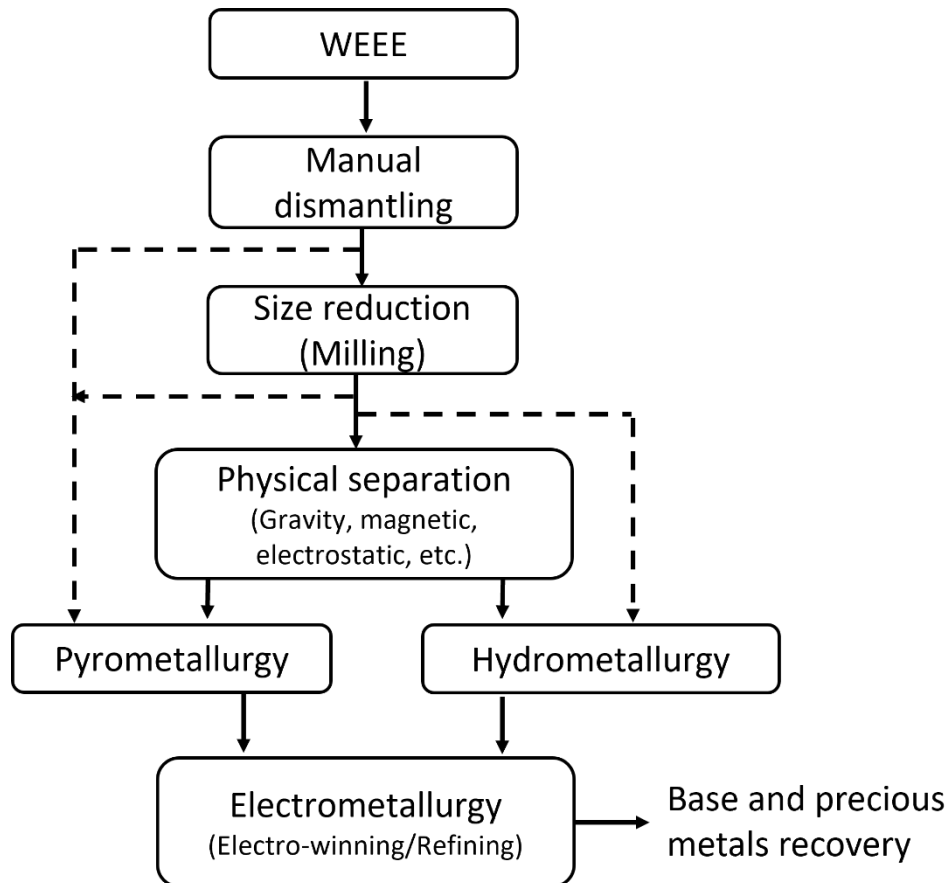 WEEE
Manual
dismantling
Size reduction
(Milling)
Physical separation
(Gravity, magnetic,
electrostatic, etc.)
Pyrometallurgy
Hydrometallurgy
Electrometallurgy
(Electro-winning/Refining)
Base and precious
metals recovery